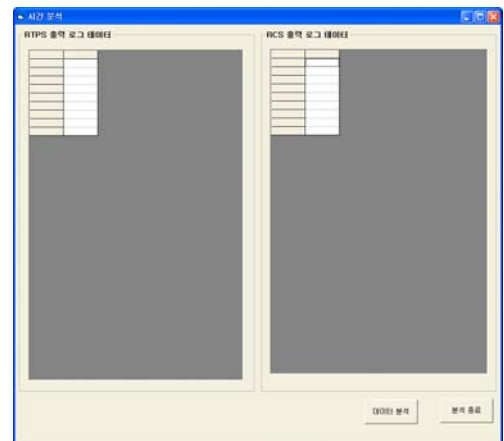 시간 분석
RTPS 출력 로그 데이터
RCS 출력 로그 데이터
데이터 분석
분석 종료